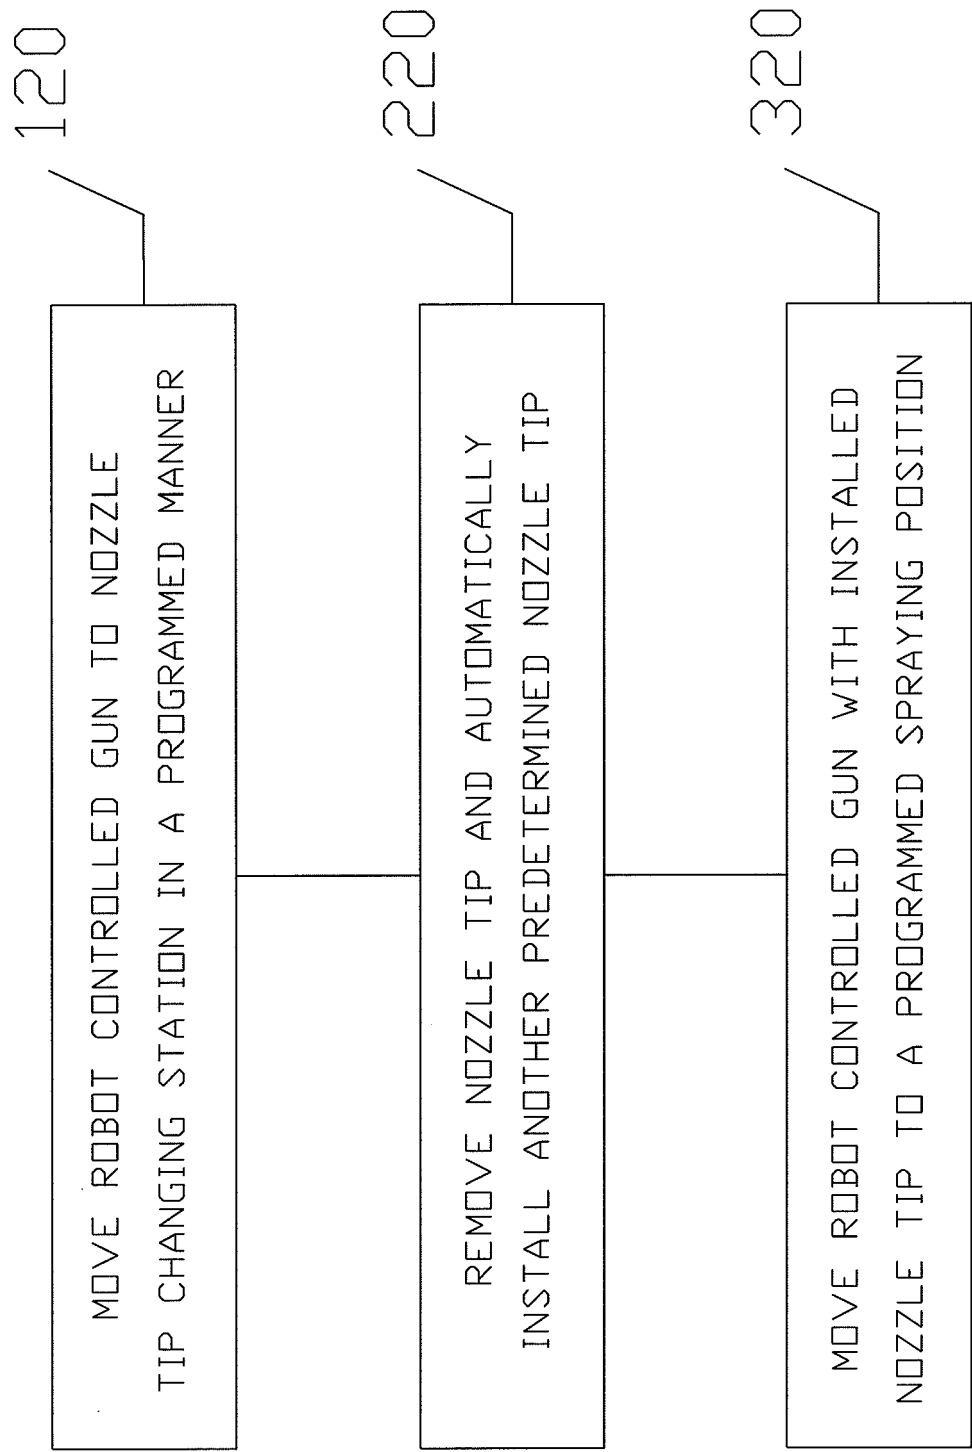 MOVE ROBOT CONTROLLED GUN TO NOZZLE
TIP CHANGING STATION IN A PROGRAMMED MANNER
120
REMOVE NOZZLE TIP AND AUTOMATICALLY
INSTALL ANOTHER PREDETERMINED NOZZLE TIP
220
MOVE ROBOT CONTROLLED GUN WITH INSTALLED
NOZZLE TIP TO A PROGRAMMED SPRAYING POSITION
320